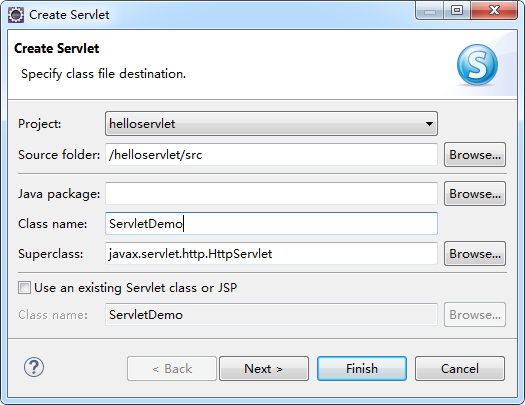 Create Servlet
Create Servlet
Specify class file destination.
S
Project: helloservlet
Source folder: /helloservlet/src Browse...
Java package: Browse...
Class name: ServletDemo
Superclass: javax.servlet.http.HttpServlet Browse...
Use an existing Servlet class or JSP
Class name: ServletDemo Browse...
? < Back Next > Finish Cancel